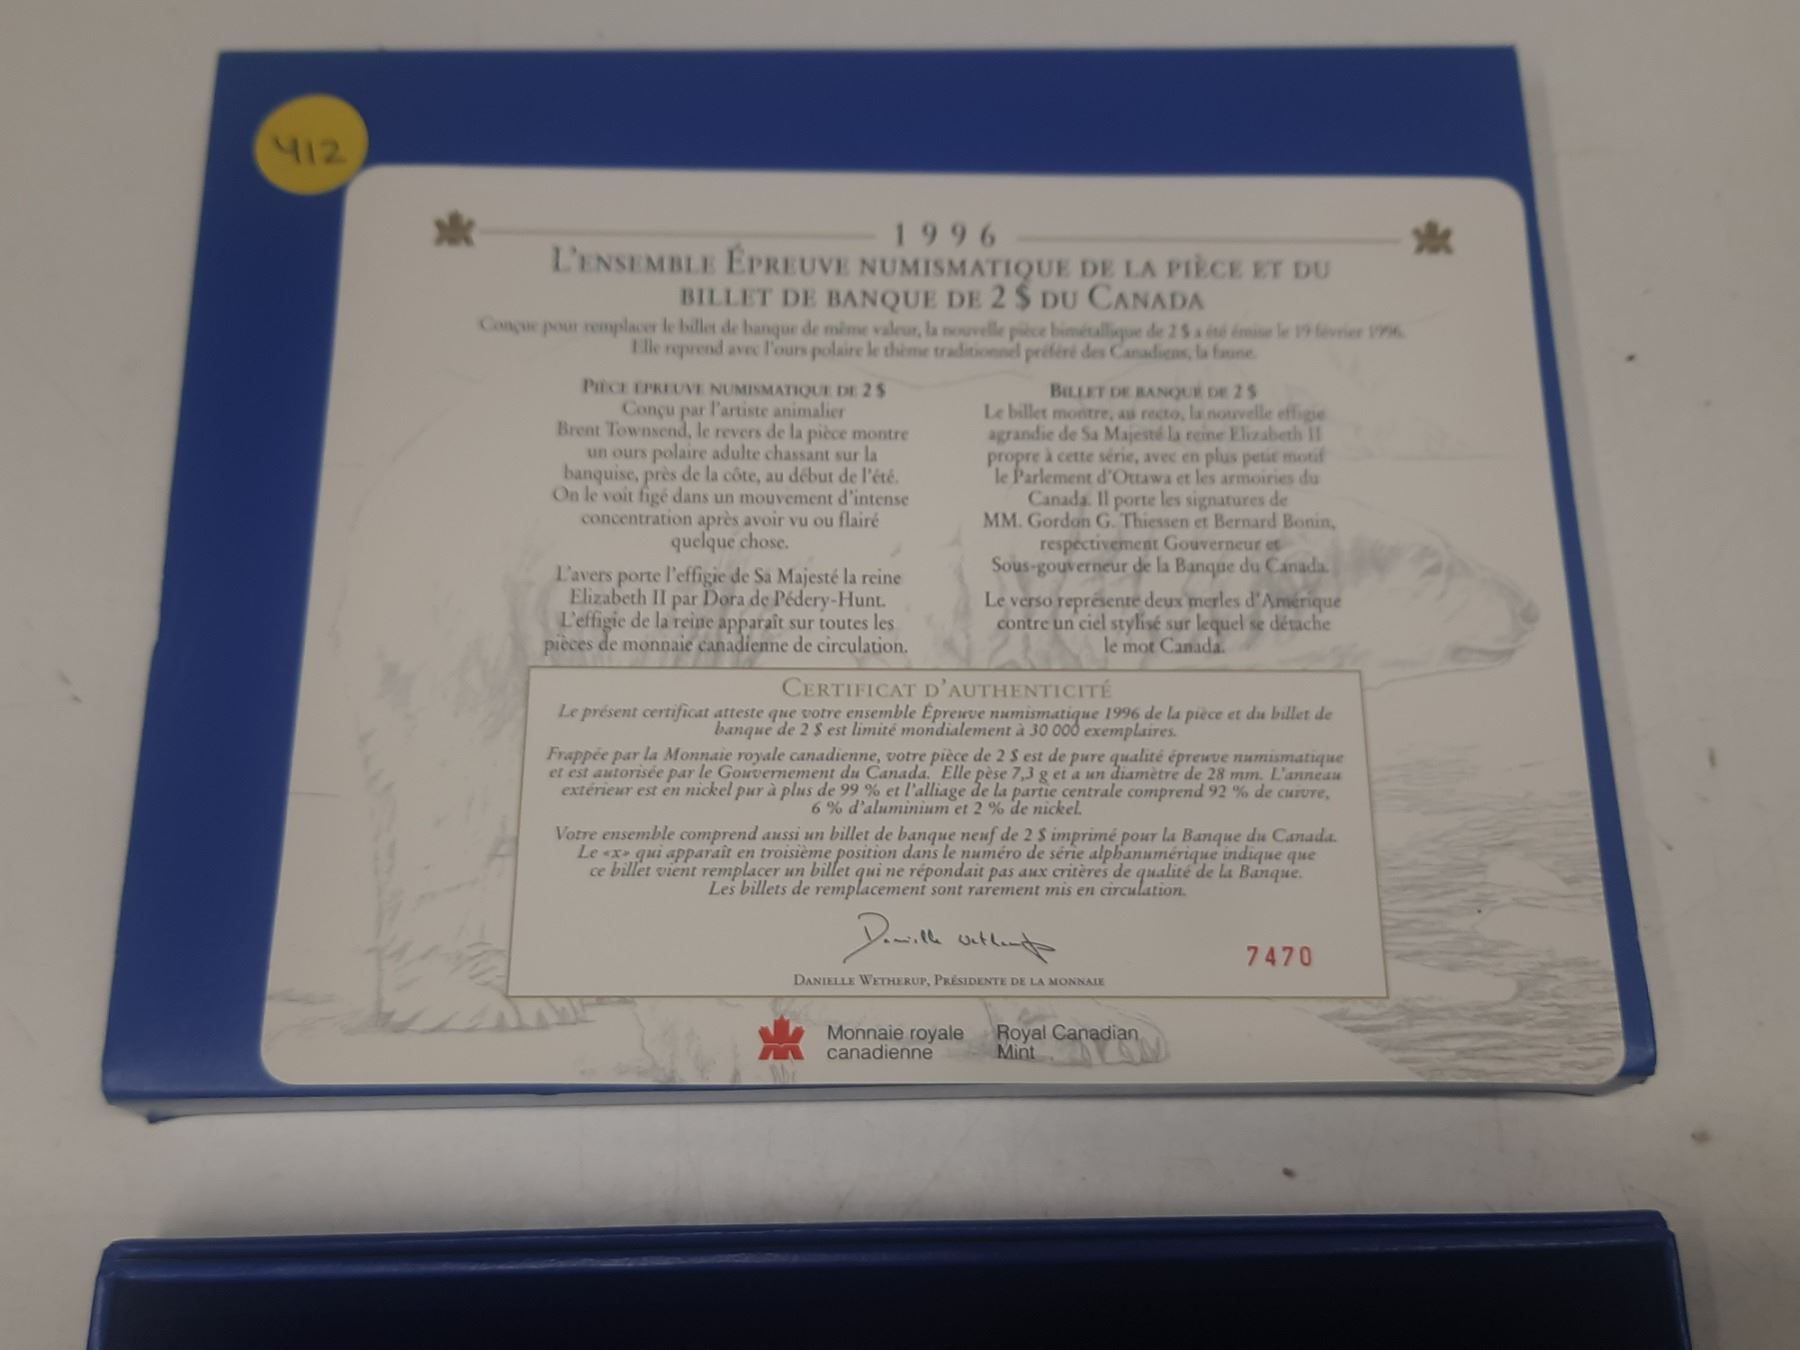 412
1996
L'ENSEMBLE ÉPREUVE NUMISMATIQUE DE LA PIÈCE ET DU
BILLET DE BANQUE DE 2 $ DU CANADA
Conçue pour remplacer le billet de banque de même valeur, la nouvelle pièce bimétallique de 2 $ a été émise le 19 février 1996.
Elle reprend avec l'ours polaire le thème traditionnel préféré des Canadiens, la faune.
PIÈCE ÉPREUVE NUMISMATIQUE DE 2 $
Conçu par l'artiste animalier
Brent Townsend, le revers de la pièce montre
un ours polaire adulte chassant sur la
banquise, près de la côte, au début de l'été.
On le voit figé dans un mouvement d'intense
concentration après avoir vu ou flairé
quelque chose.
L'avers porte l'effigie de Sa Majesté la reine
Elizabeth II par Dora de Pédery-Hunt.
L'effigie de la reine apparaît sur toutes les
pièces de monnaie canadienne de circulation.
BILLET DE BANQUE DE 2 $
Le billet montre, au recto, la nouvelle effigie
agrandie de Sa Majesté la reine Elizabeth II
propre à cette série, avec en plus petit motif
le Parlement d'Ottawa et les armoiries du
Canada. Il porte les signatures de
MM. Gordon G. Thiessen et Bernard Bonin,
respectivement Gouverneur et
Sous-gouverneur de la Banque du Canada.
Le verso représente deux merles d'Amérique
contre un ciel stylisé sur lequel se détache
le mot Canada.
CERTIFICAT D'AUTHENTICITÉ
Le présent certificat atteste que votre ensemble Épreuve numismatique 1996 de la pièce et du billet de
banque de 2 $ est limité mondialement à 30 000 exemplaires.
Frappée par la Monnaie royale canadienne, votre pièce de 2 $ est de pure qualité épreuve numismatique
et est autorisée par le Gouvernement du Canada. Elle pèse 7,3 g et a un diamètre de 28 mm. L'anneau
extérieur est en nickel pur à plus de 99 % et l'alliage de la partie centrale comprend 92 % de cuivre,
6 % d'aluminium et 2 % de nickel.
Votre ensemble comprend aussi un billet de banque neuf de 2 $ imprimé pour la Banque du Canada.
Le «x» qui apparaît en troisième position dans le numéro de série alphanumérique indique que
ce billet vient remplacer un billet qui ne répondait pas aux critères de qualité de la Banque.
Les billets de remplacement sont rarement mis en circulation.
Danielle Wetherup
7470
DANIELLE WETHERUP, PRÉSIDENTE DE LA MONNAIE
Monnaie royale
canadienne
Royal Canadian
Mint